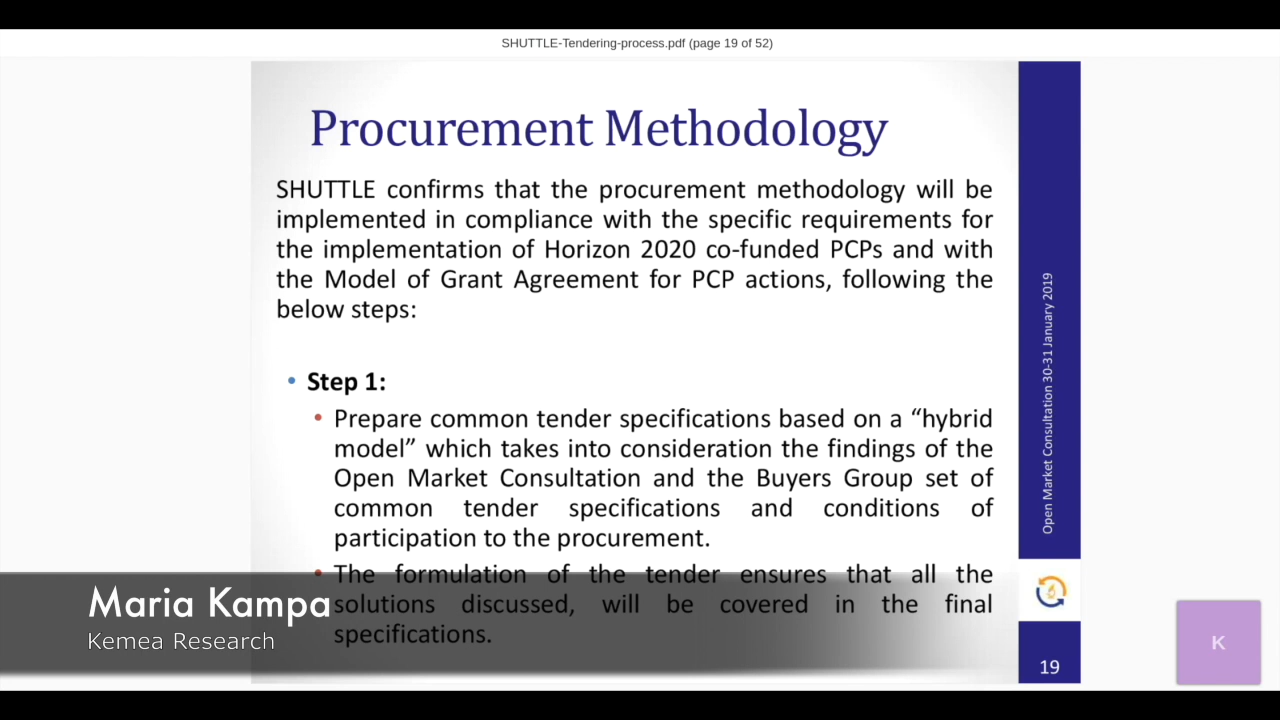 SHUTTLE-Tendering-process.pdf (page 19 of 52)
Procurement Methodology
SHUTTLE confirms that the procurement methodology will be
implemented in compliance with the specific requirements for
the implementation of Horizon 2020 co-funded PCPs and with
the Model of Grant Agreement for PCP actions, following the
below steps:
• Step 1:
• Prepare common tender specifications based on a “hybrid
model” which takes into consideration the findings of the
Open Market Consultation and the Buyers Group set of
common tender specifications and conditions of
participation to the procurement.
• The formulation of the tender ensures that all the
solutions discussed, will be covered in the final
specifications.
Open Market Consultation 30-31 January 2019
19
Maria Kampa
Kemea Research
K